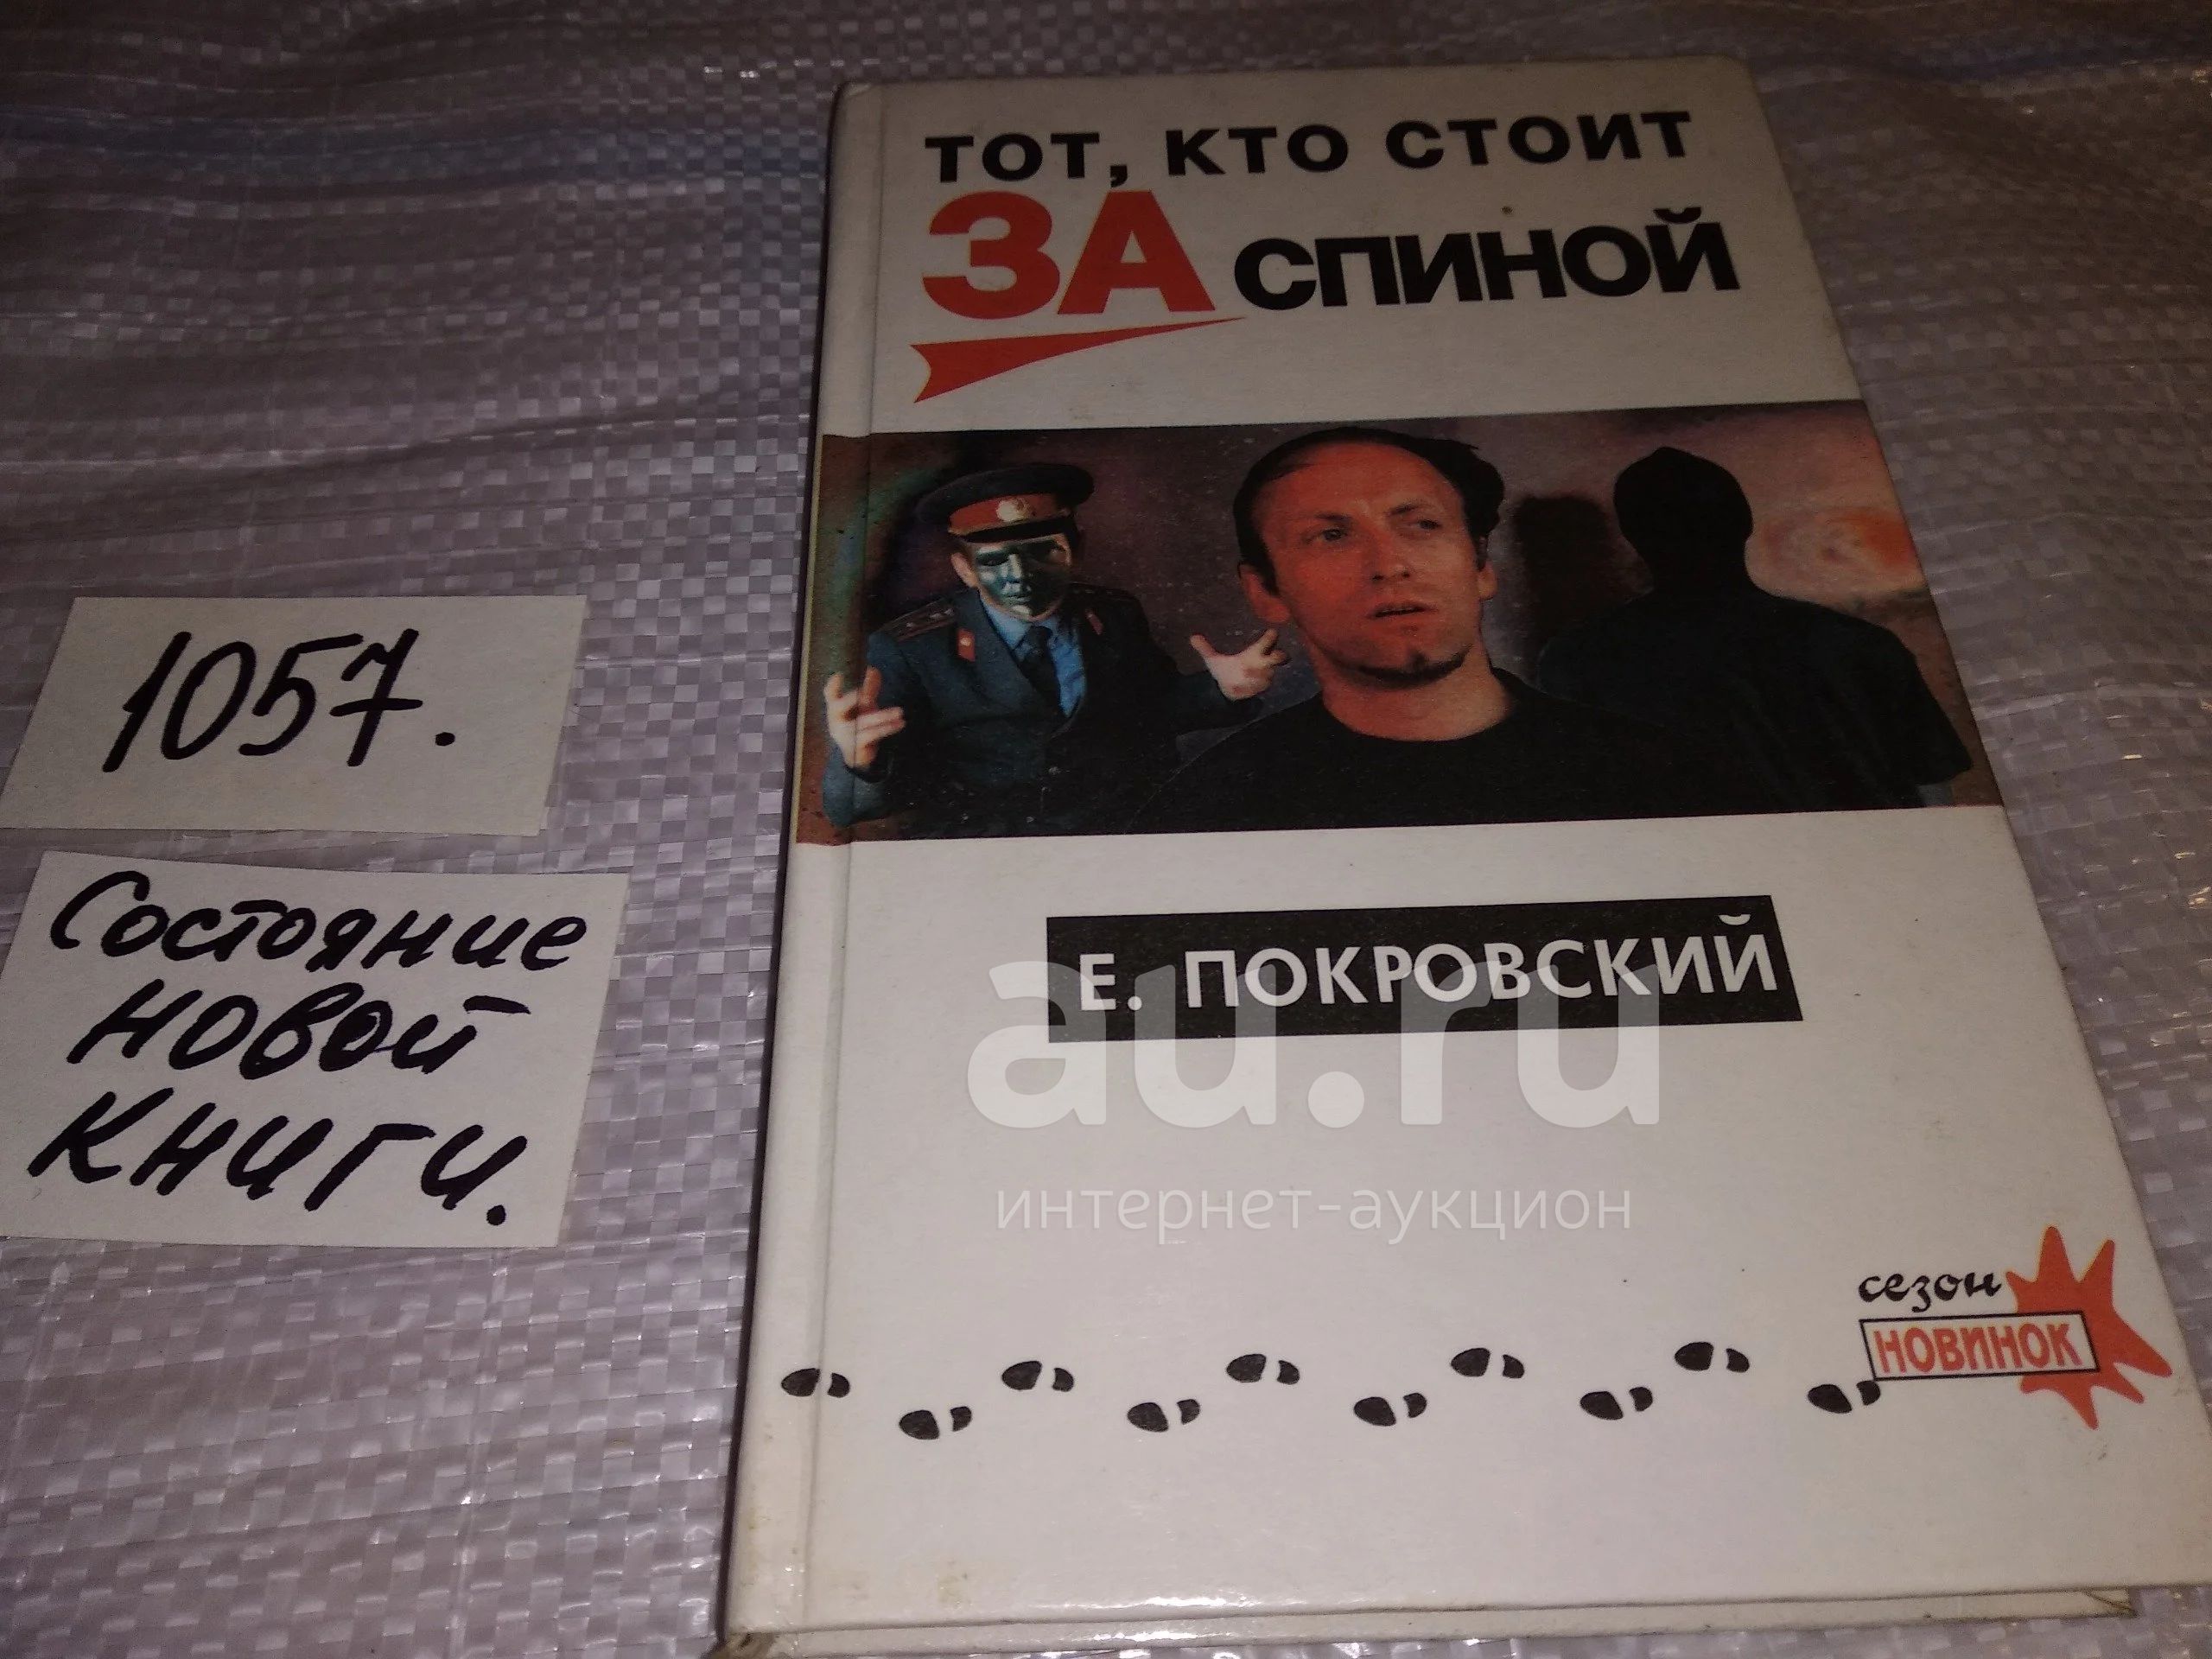 ТОТ, КТО СТОИТ
ЗА СПИНОЙ
1057.
Состояние
новой
книги.
Е. ПОКРОВСКИЙ
au.ru
интернет-аукцион
сезон
НОВИНОК